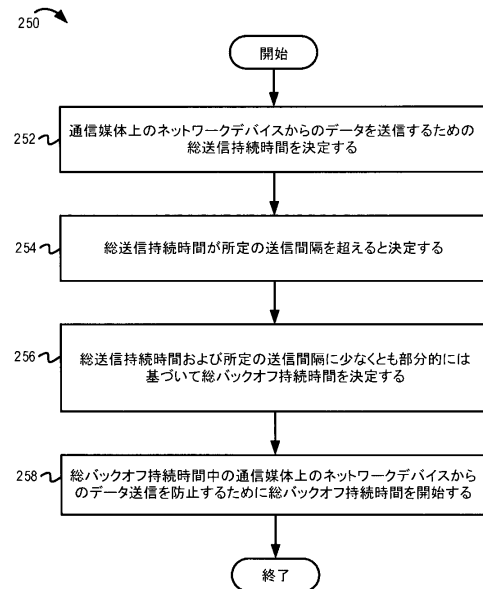 250
開始
252
通信媒体上のネットワークデバイスからのデータを送信するための
総送信持続時間を決定する
254
総送信持続時間が所定の送信間隔を超えると決定する
256
総送信持続時間および所定の送信間隔に少なくとも部分的には
基づいて総バックオフ持続時間を決定する
258
総バックオフ持続時間中の通信媒体上のネットワークデバイスから
のデータ送信を防止するために総バックオフ持続時間を開始する
終了